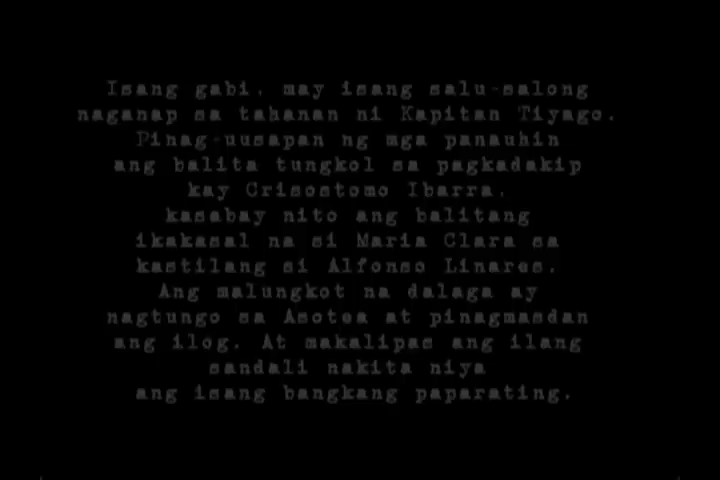 Isang gabi, may isang salu-salong
naganap sa tahanan ni Kapitan Tiyago.
Pinag-uusapan ng mga panauhin
ang balita tungkol sa pagkadakip
kay Crisostomo Ibarra,
kasabay nito ang balitang
ikakasal na si Maria Clara sa
kastilang si Alfonso Linares.
Ang malungkot na dalaga ay
nagtungo sa Asotea at pinagmasdan
ang ilog. At makalipas ang ilang
sandali nakita niya
ang isang bangkang paparating.